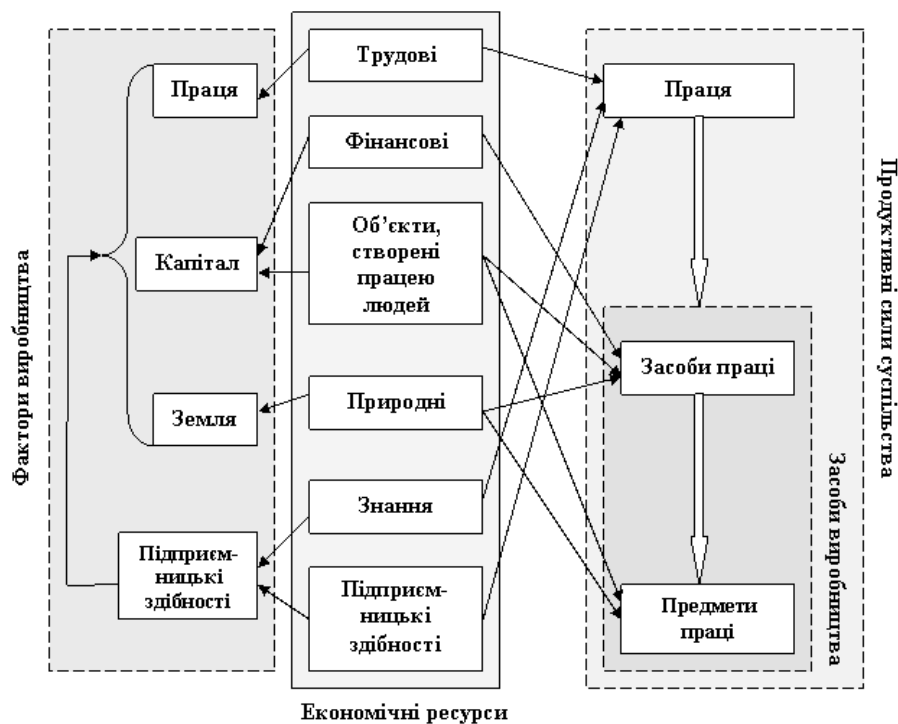 Фактори виробництва
Праця
Капітал
Земля
Підприєм-
ницькі
здібності
Трудові
Фінансові
Об’єкти,
створені
працею
людей
Природні
Знання
Підприєм-
ницькі
здібності
Економічні ресурси
Праця
Засоби праці
Предмети
праці
Засоби виробництва
Продуктивні сили суспільства